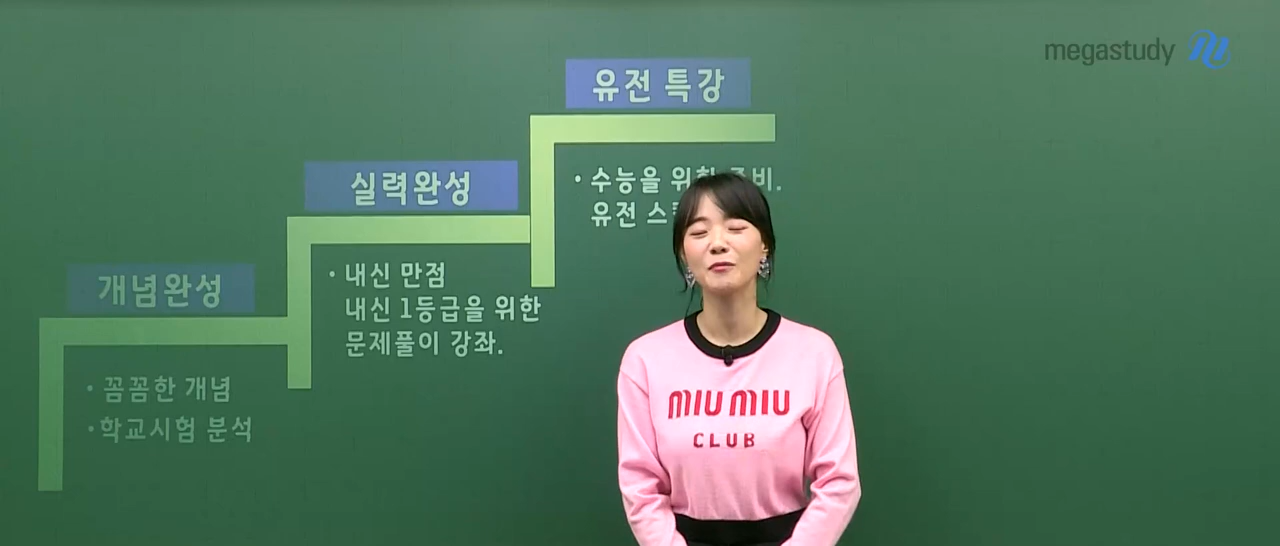 megastudy
유전 특강
• 수능을 위한
유전
실력완성
• 내신 만점
내신 1등급을 위한
문제풀이 강좌.
개념완성
• 꼼꼼한 개념
• 학교시험 분석
MIU MIU
CLUB